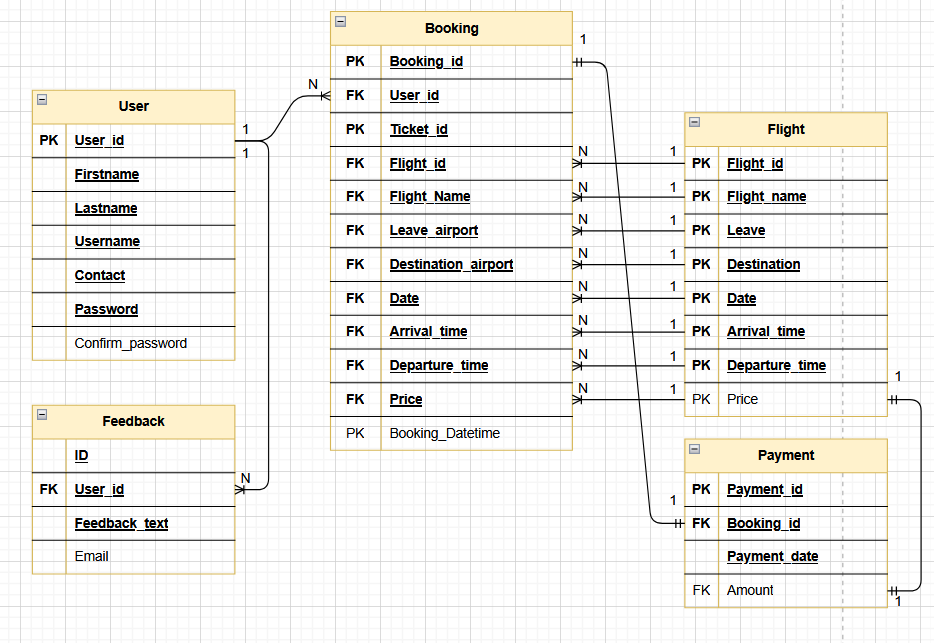 User
PK User_id
Firstname
Lastname
Username
Contact
Password
Confirm_password
1
1
Feedback
ID
FK User_id
Feedback_text
Email
N
N
Booking
PK Booking_id
FK User_id
PK Ticket_id
FK Flight_id
FK Flight_Name
FK Leave_airport
FK Destination_airport
FK Date
FK Arrival_time
FK Departure_time
FK Price
PK Booking_Datetime
1
N 1
N 1
N 1
N 1
N 1
N 1
N 1
N 1
Flight
PK Flight_id
PK Flight_name
PK Leave
PK Destination
PK Date
PK Arrival_time
PK Departure_time
PK Price
1
Payment
PK Payment_id
1
FK Booking_id
Payment_date
FK Amount
1